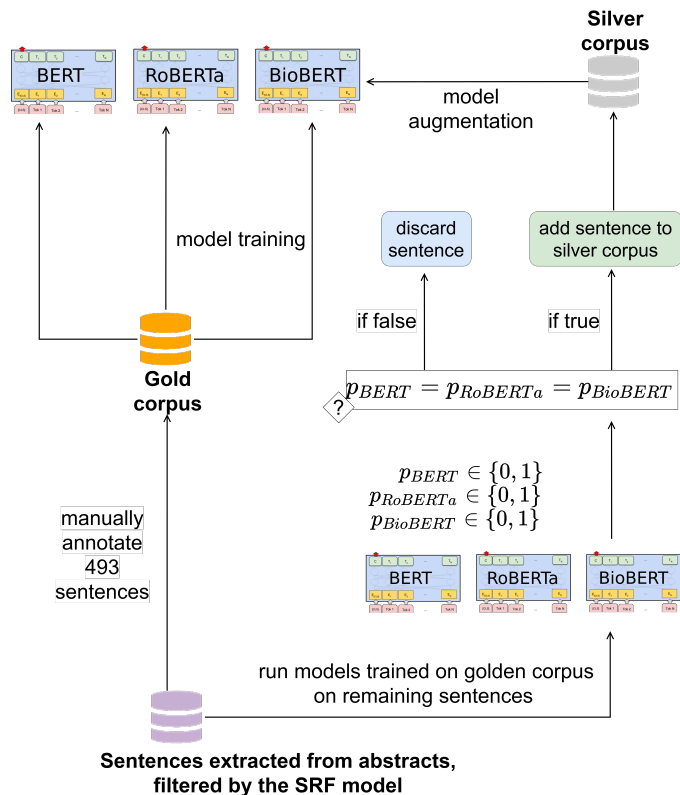 Silver
corpus
BERT
RoBERTa
BioBERT
model
augmentation
model training
discard
sentence
add sentence to
silver corpus
if false
if true
Gold
corpus
p_BERT = p_RoBERTa = p_BioBERT
?
p_BERT ∈ {0, 1}
p_RoBERTa ∈ {0, 1}
p_BioBERT ∈ {0, 1}
manually
annotate
493
sentences
BERT
RoBERTa
BioBERT
run models trained on golden corpus
on remaining sentences
Sentences extracted from abstracts,
filtered by the SRF model